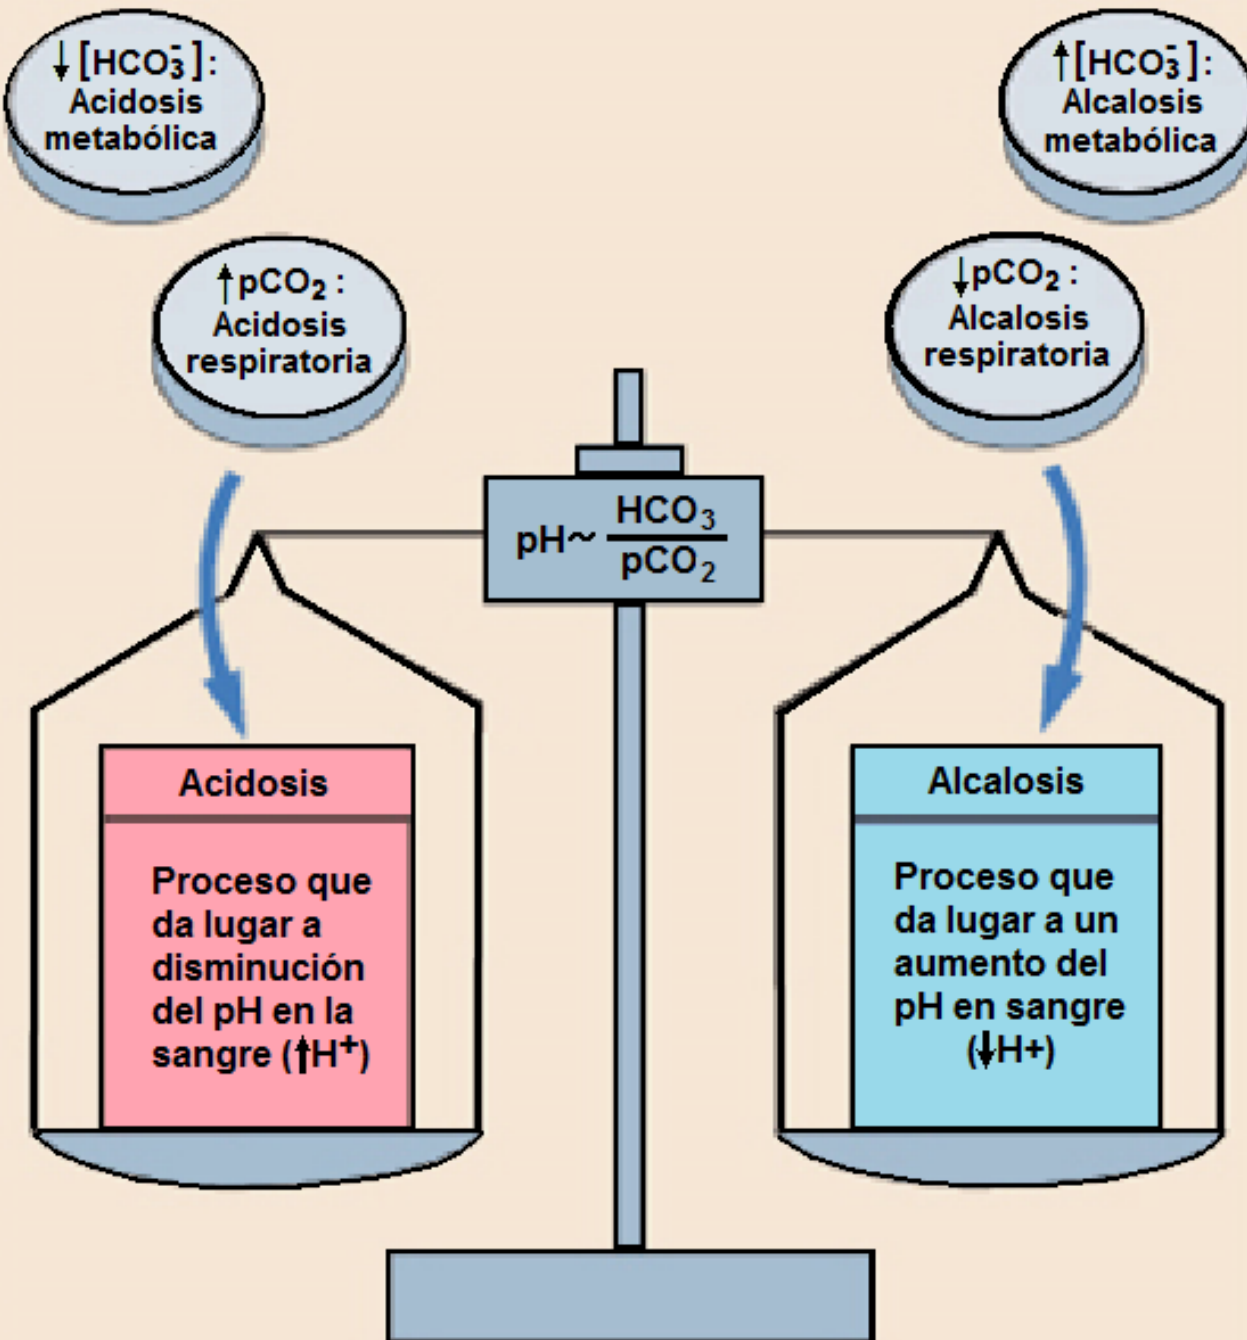 ↓[HCO₃⁻]:
Acidosis
metabólica
↑pCO₂:
Acidosis
respiratoria
↑[HCO₃⁻]:
Alcalosis
metabólica
↓pCO₂:
Alcalosis
respiratoria
pH~ HCO₃
pCO₂
Acidosis
Proceso que
da lugar a
disminución
del pH en la
sangre (↑H⁺)
Alcalosis
Proceso que
da lugar a un
aumento del
pH en sangre
(↓H+)